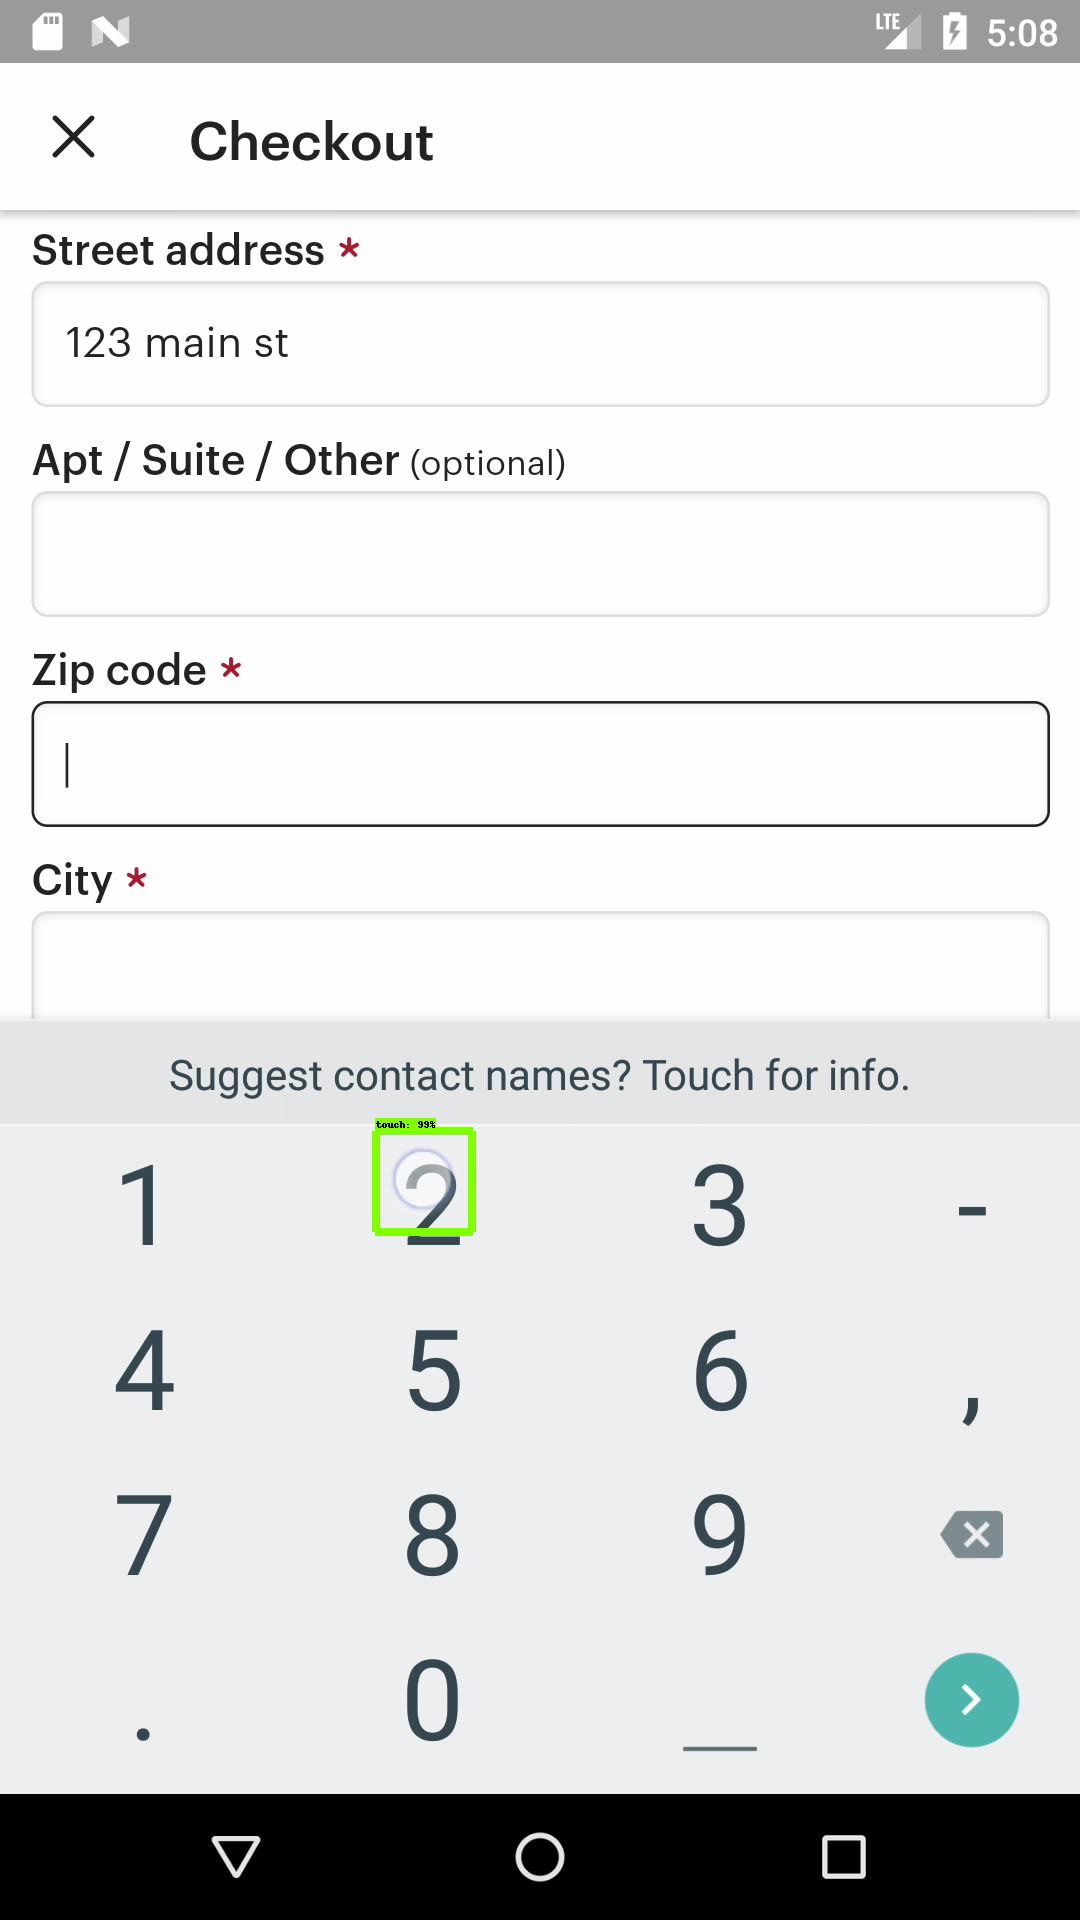 LTE 5:08
Checkout
Street address *
123 main st
Apt / Suite / Other (optional)
Zip code *
City *
Suggest contact names? Touch for info.
touch: 99%
1 2 3 -
4 5 6 ,
7 8 9
. 0 _